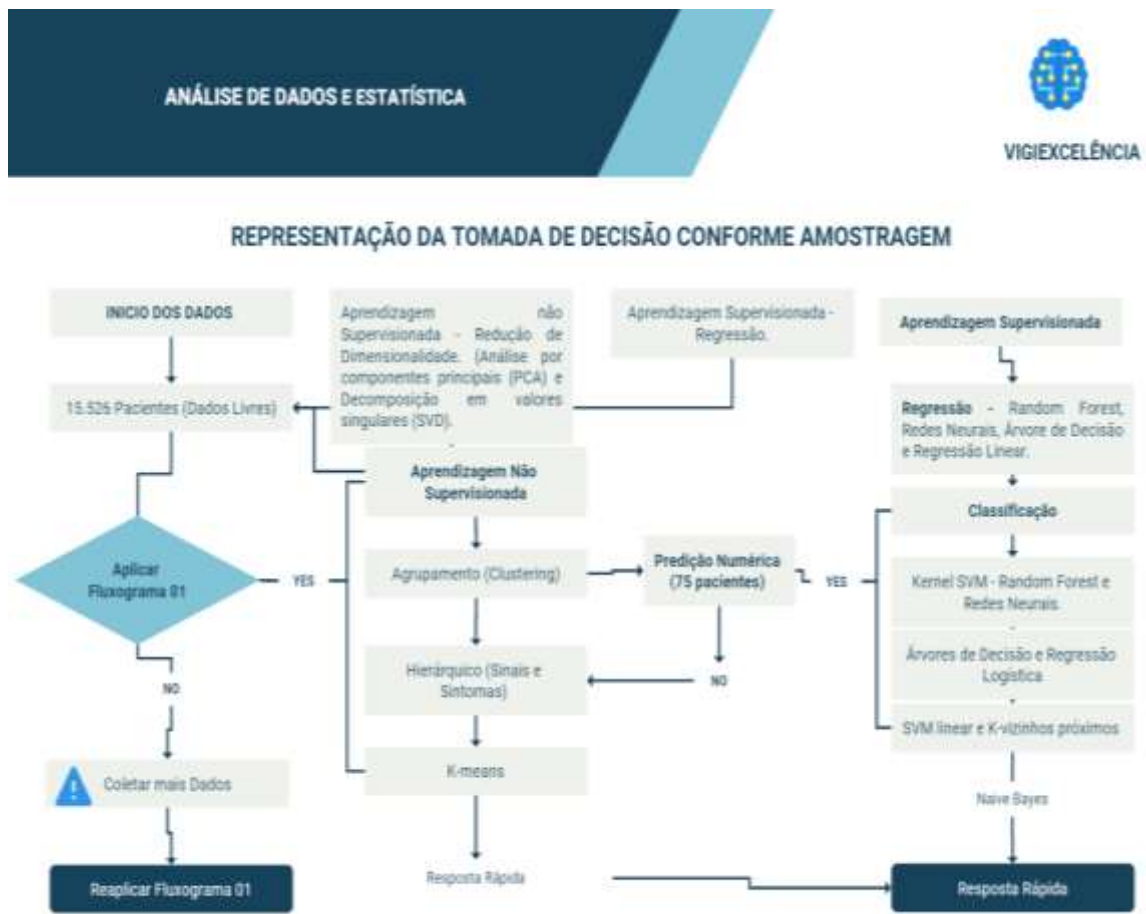 ANÁLISE DE DADOS E ESTATÍSTICA
VIGIEXCELÊNCIA
REPRESENTAÇÃO DA TOMADA DE DECISÃO CONFORME AMOSTRAGEM
INICIO DOS DADOS
15.526 Pacientes (Dados Livres)
Aplicar
Fluxograma 01
YES
NO
Coletar mais Dados
Reaplicar Fluxograma 01
Aprendizagem não
Supervisionada - Redução de
Dimensionalidade. (Análise por
componentes principais (PCA) e
Decomposição em valores
singulares (SVD).
Aprendizagem Não
Supervisionada
Agrupamento (Clustering)
Hierárquico (Sinais e
Sintomas)
K-means
Resposta Rápida
Aprendizagem Supervisionada -
Regressão.
Predição Numérica
(75 pacientes)
YES
NO
Aprendizagem Supervisionada
Regressão - Random Forest,
Redes Neurais, Árvore de Decisão
e Regressão Linear.
Classificação
Kernel SVM - Random Forest e
Redes Neurais.
Árvores de Decisão e Regressão
Logística
SVM linear e K-vizinhos próximos
Naive Bayes
Resposta Rápida